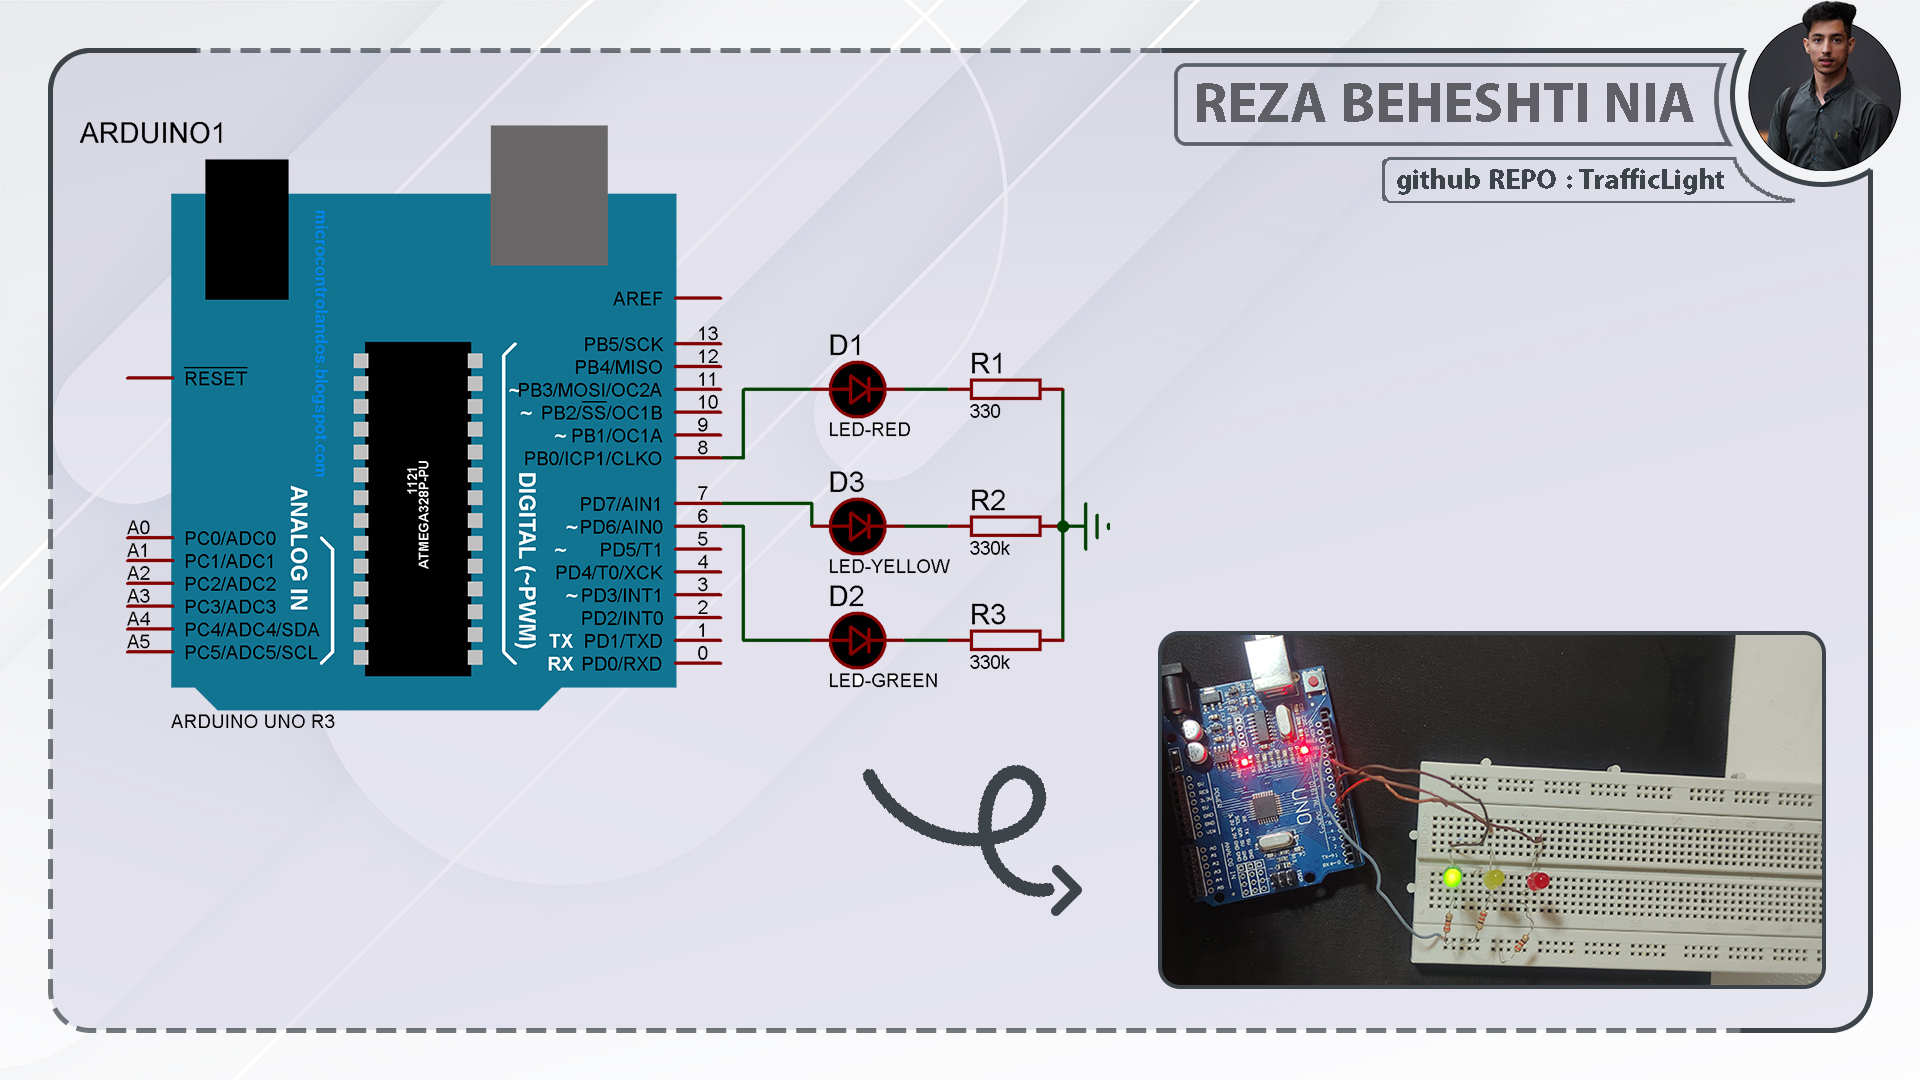 REZA BEHESHTI NIA
github REPO : TrafficLight
ARDUINO1
microcontrolandos.blogspot.com
RESET
AREF
PB5/SCK 13
PB4/MISO 12
~PB3/MOSI/OC2A 11
~ PB2/SS/OC1B 10
~ PB1/OC1A 9
PB0/ICP1/CLKO 8
PD7/AIN1 7
~PD6/AIN0 6
~ PD5/T1 5
PD4/T0/XCK 4
~PD3/INT1 3
PD2/INT0 2
TX PD1/TXD 1
RX PD0/RXD 0
DIGITAL (~PWM)
1121
ATMEGA328P-PU
ANALOG IN
A0 PC0/ADC0
A1 PC1/ADC1
A2 PC2/ADC2
A3 PC3/ADC3
A4 PC4/ADC4/SDA
A5 PC5/ADC5/SCL
ARDUINO UNO R3
D1
LED-RED
R1
330
D3
LED-YELLOW
R2
330k
D2
LED-GREEN
R3
330k
UNO